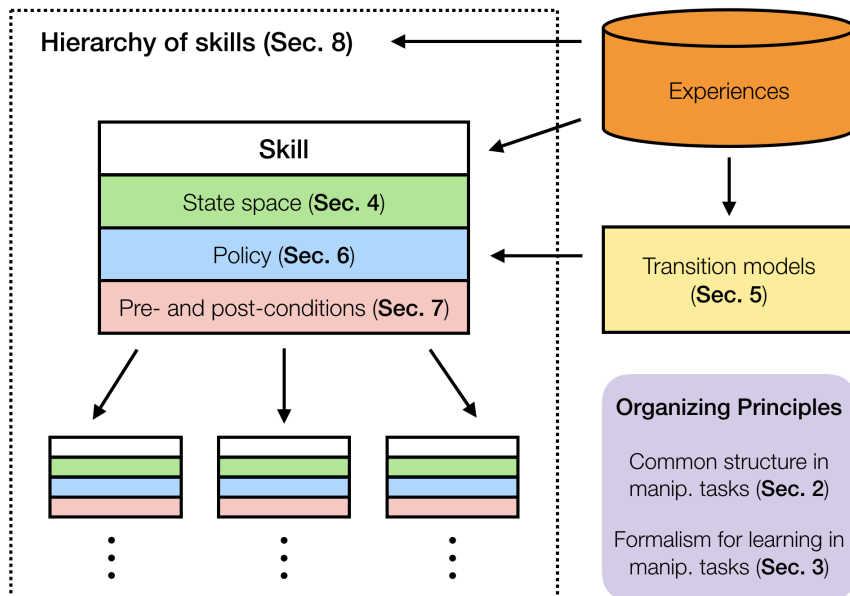 Hierarchy of skills (Sec. 8)
Experiences
Skill
State space (Sec. 4)
Policy (Sec. 6)
Pre- and post-conditions (Sec. 7)
Transition models
(Sec. 5)
Organizing Principles
Common structure in
manip. tasks (Sec. 2)
Formalism for learning in
manip. tasks (Sec. 3)